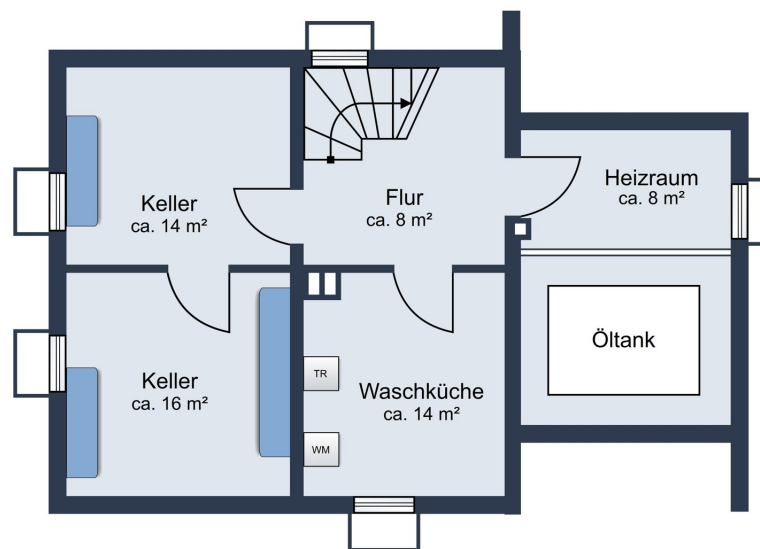 Keller
ca. 14 m²
Flur
ca. 8 m²
Heizraum
ca. 8 m²
Keller
ca. 16 m²
TR
WM
Waschküche
ca. 14 m²
Öltank